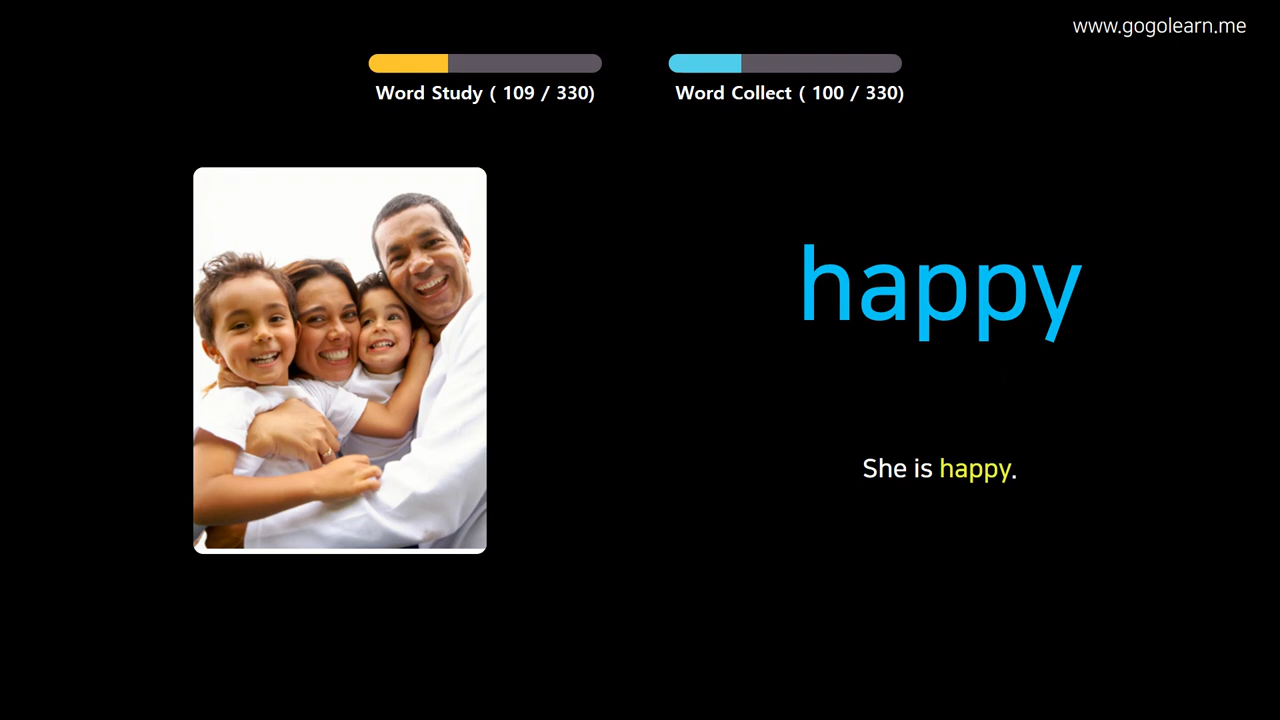 www.gogolearn.me
Word Study ( 109 / 330)
Word Collect ( 100 / 330)
happy
She is happy.